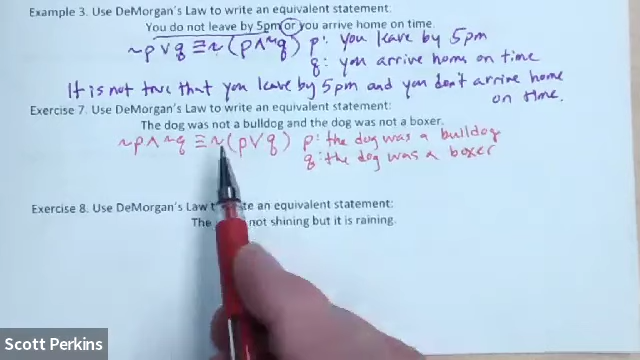 Example 3. Use DeMorgan's Law to write an equivalent statement.
You do not leave by 5pm or you arrive home on time.
~p ∨ q ≡ ~(p ∧ ~q) p: you leave by 5pm
q: you arrive home on time
It is not true that you leave by 5pm and you don't arrive home
on time.
Exercise 7. Use DeMorgan's Law to write an equivalent statement:
The dog was not a bulldog and the dog was not a boxer.
~p ∧ ~q ≡ ~(p ∨ q) p: the dog was a bulldog
q: the dog was a boxer
Exercise 8. Use DeMorgan's Law t te an equivalent statement:
The not shining but it is raining.
Scott Perkins